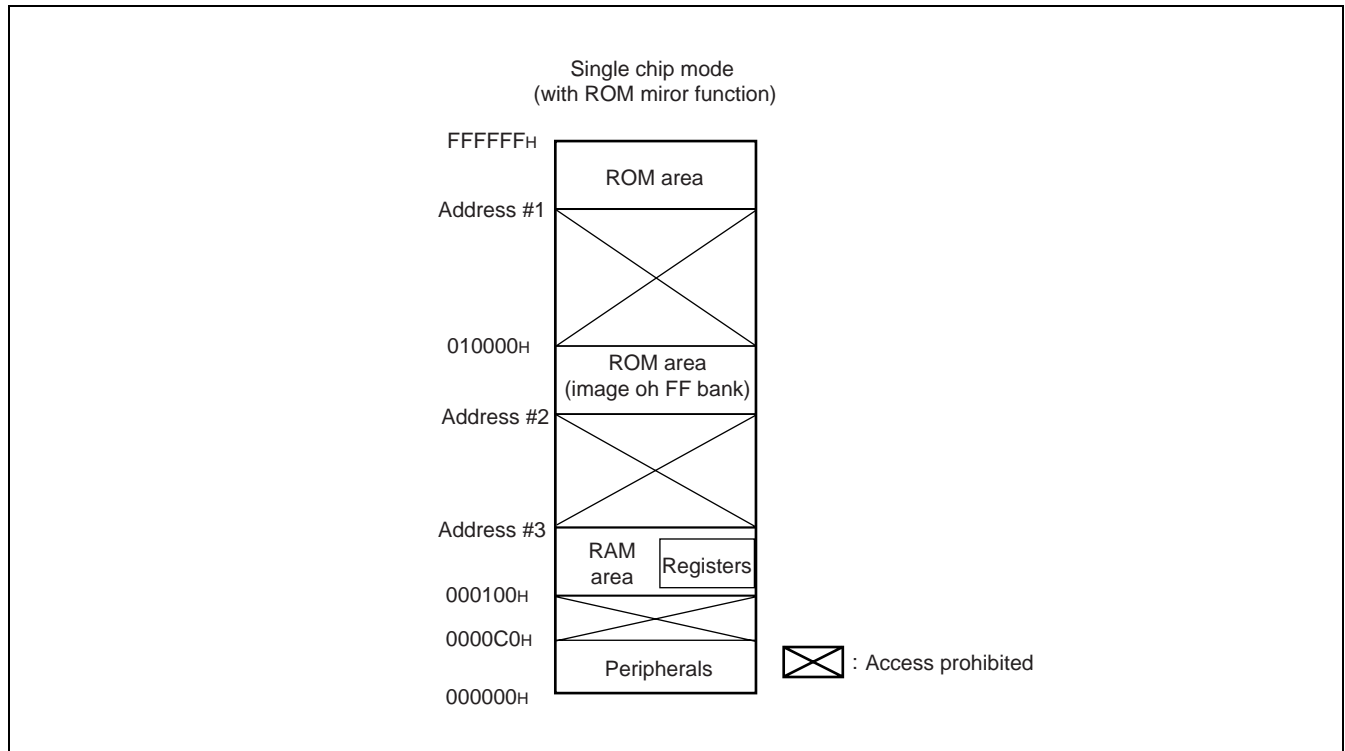 Single chip mode
(with ROM miror function)
FFFFFFH
ROM area
Address #1
010000H
ROM area
(image oh FF bank)
Address #2
Address #3
RAM
area
Registers
000100H
0000C0H
Peripherals
: Access prohibited
000000H